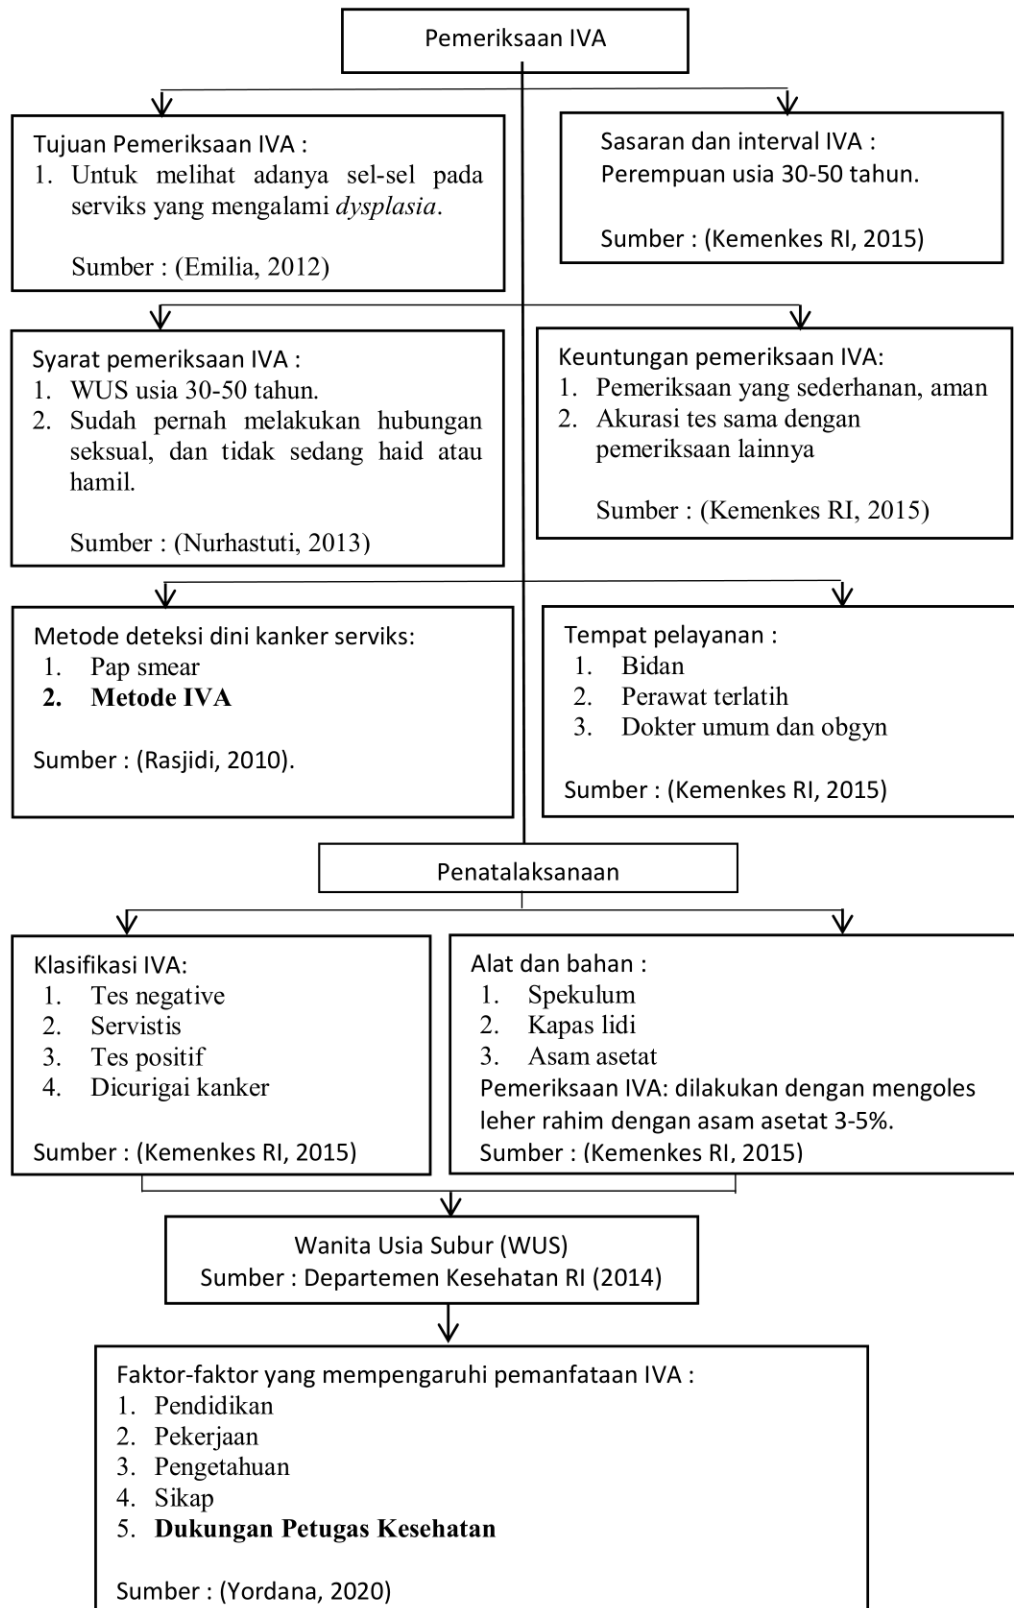 Pemeriksaan IVA
Tujuan Pemeriksaan IVA :
1. Untuk melihat adanya sel-sel pada
serviks yang mengalami dysplasia.
Sumber : (Emilia, 2012)
Sasaran dan interval IVA :
Perempuan usia 30-50 tahun.
Sumber : (Kemenkes RI, 2015)
Syarat pemeriksaan IVA :
1. WUS usia 30-50 tahun.
2. Sudah pernah melakukan hubungan
seksual, dan tidak sedang haid atau
hamil.
Sumber : (Nurhastuti, 2013)
Keuntungan pemeriksaan IVA:
1. Pemeriksaan yang sederhanan, aman
2. Akurasi tes sama dengan
pemeriksaan lainnya
Sumber : (Kemenkes RI, 2015)
Metode deteksi dini kanker serviks:
1. Pap smear
2. Metode IVA
Sumber : (Rasjidi, 2010).
Tempat pelayanan :
1. Bidan
2. Perawat terlatih
3. Dokter umum dan obgyn
Sumber : (Kemenkes RI, 2015)
Penatalaksanaan
Klasifikasi IVA:
1. Tes negative
2. Servistis
3. Tes positif
4. Dicurigai kanker
Sumber : (Kemenkes RI, 2015)
Alat dan bahan :
1. Spekulum
2. Kapas lidi
3. Asam asetat
Pemeriksaan IVA: dilakukan dengan mengoles
leher rahim dengan asam asetat 3-5%.
Sumber : (Kemenkes RI, 2015)
Wanita Usia Subur (WUS)
Sumber : Departemen Kesehatan RI (2014)
Faktor-faktor yang mempengaruhi pemanfataan IVA :
1. Pendidikan
2. Pekerjaan
3. Pengetahuan
4. Sikap
5. Dukungan Petugas Kesehatan
Sumber : (Yordana, 2020)